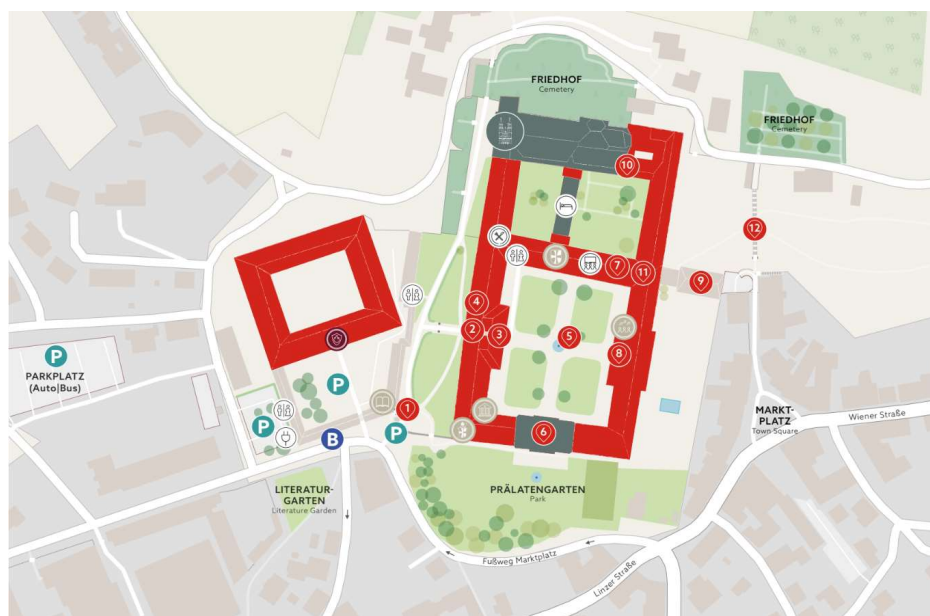 FRIEDHOF
Cemetery
FRIEDHOF
Cemetery
10
12
7
11
9
4
2
3
5
8
P
PARKPLATZ
(Auto|Bus)
P
1
P
P
B
6
MARKT-
PLATZ
Town Square
Wiener Straße
LITERATUR-
GARTEN
Literature Garden
PRÄLATENGARTEN
Park
Fußweg Marktplatz
Linzer Straße